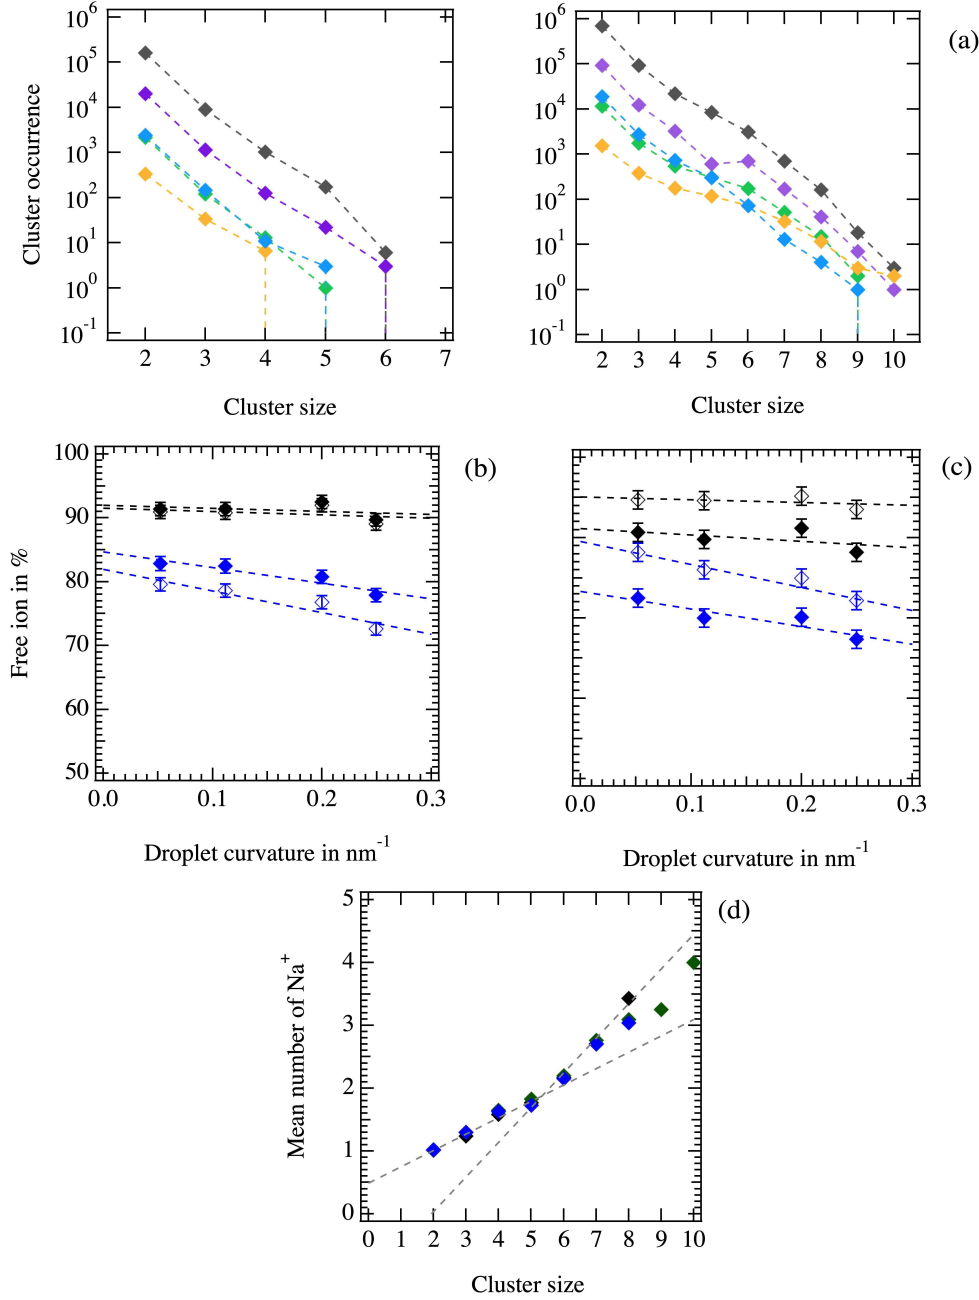 10^6
10^5
10^4
10^3
10^2
10^1
10^0
10^-1
Cluster occurrence
2 3 4 5 6 7
Cluster size
10^6
10^5
10^4
10^3
10^2
10^1
10^0
10^-1
2 3 4 5 6 7 8 9 10
Cluster size
(a)
100
90
80
70
60
50
Free ion in %
0.0 0.1 0.2 0.3
Droplet curvature in nm^-1
(b)
0.0 0.1 0.2 0.3
Droplet curvature in nm^-1
(c)
5
4
3
2
1
0
Mean number of Na^+
0 1 2 3 4 5 6 7 8 9 10
Cluster size
(d)